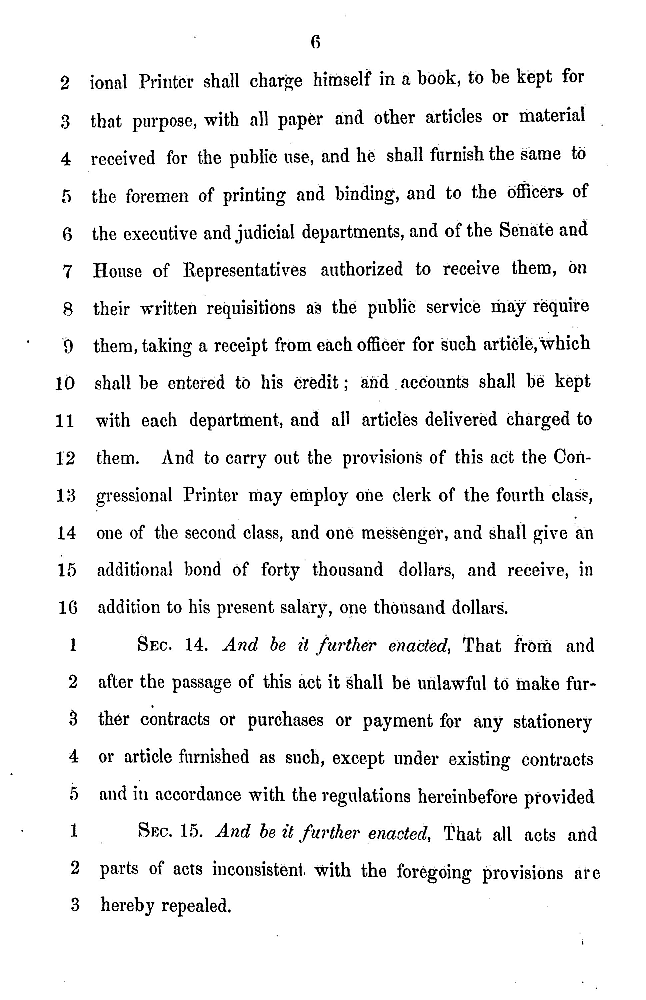 6
2 ional Printer shall charge himself in a book, to be kept for
3 that purpose, with all paper and other articles or material
4 received for the public use, and he shall furnish the same to
5 the foremen of printing and binding, and to the officers of
6 the executive and judicial departments, and of the Senate and
7 House of Representatives authorized to receive them, on
8 their written requisitions as the public service may require
9 them, taking a receipt from each officer for such article, which
10 shall be entered to his credit; and accounts shall be kept
11 with each department, and all articles delivered charged to
12 them. And to carry out the provisions of this act the Con-
13 gressional Printer may employ one clerk of the fourth class,
14 one of the second class, and one messenger, and shall give an
15 additional bond of forty thousand dollars, and receive, in
16 addition to his present salary, one thousand dollars.
1 SEC. 14. And be it further enacted, That from and
2 after the passage of this act it shall be unlawful to make fur-
3 ther contracts or purchases or payment for any stationery
4 or article furnished as such, except under existing contracts
5 and in accordance with the regulations hereinbefore provided
1 SEC. 15. And be it further enacted, That all acts and
2 parts of acts inconsistent with the foregoing provisions are
3 hereby repealed.